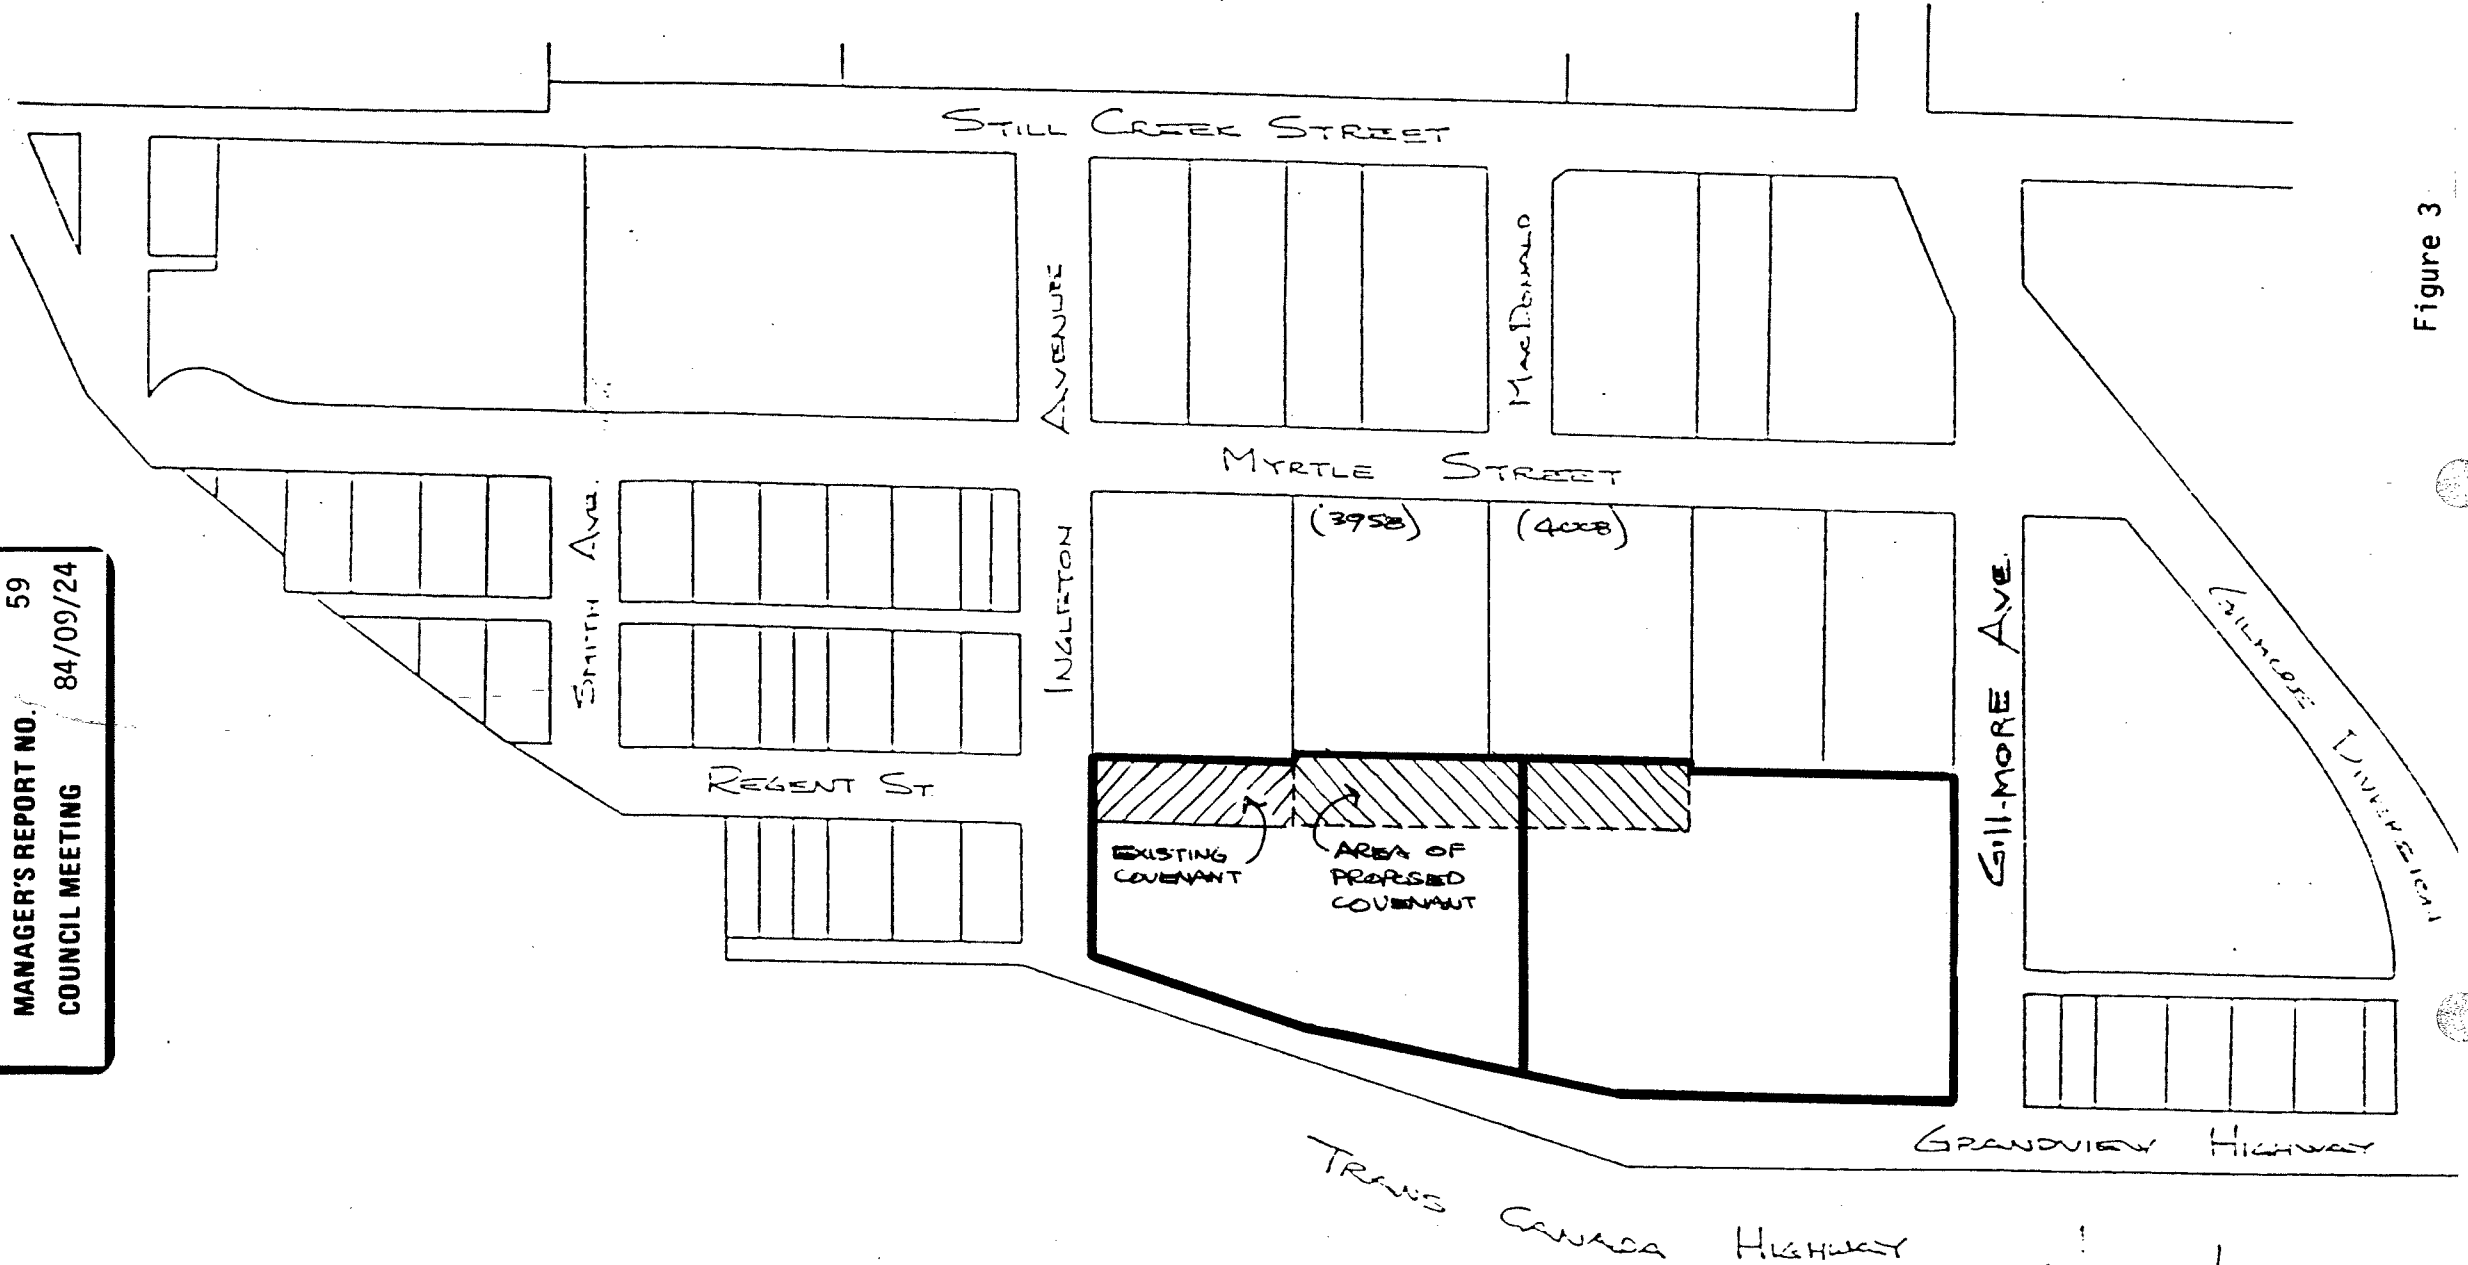 STILL CREEK STREET
Figure 3
AVENUE
MACDONALD
MYRTLE STREET
(3958)
(4008)
MANAGER'S REPORT NO. 59
COUNCIL MEETING 84/09/24
SMITH AVE.
INGLETON
GILMORE AVE.
GILMORE DIVERSION
REGENT ST.
EXISTING
COVENANT
AREA OF
PROPOSED
COVENANT
GRANDVIEW HIGHWAY
TRANS CANADA HIGHWAY